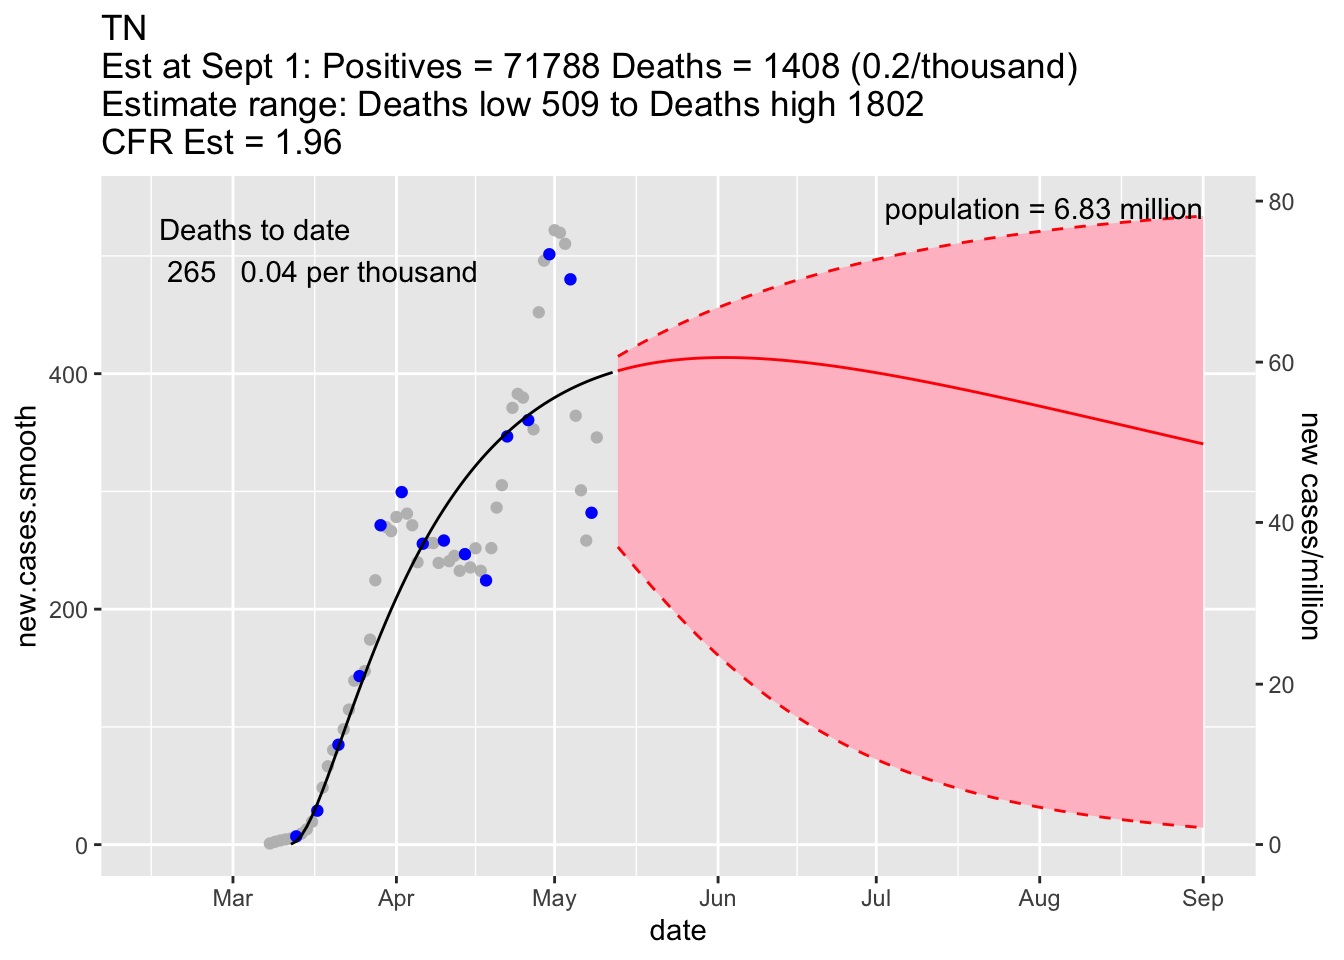 TN
Est at Sept 1: Positives = 71788 Deaths = 1408 (0.2/thousand)
Estimate range: Deaths low 509 to Deaths high 1802
CFR Est = 1.96
Deaths to date
265 0.04 per thousand
population = 6.83 million
new.cases.smooth
400
200
0
80
60
40
20
0
new cases/million
Mar Apr May Jun Jul Aug Sep
date